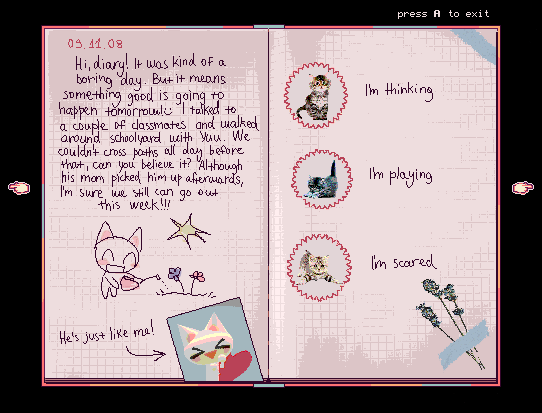 press A to exit
09.11.08
Hi, diary! It was kind of a
boring day. But it means
something good is going to
happen tomorrow! I talked to
a couple of classmates and walked
around schoolyard with Yuu. We
couldn't cross paths all day before
that, can you believe it? Although
his mom picked him up afterwards,
I'm sure we still can go out
this week!!!
He's just like me!
I'm thinking
I'm playing
I'm scared